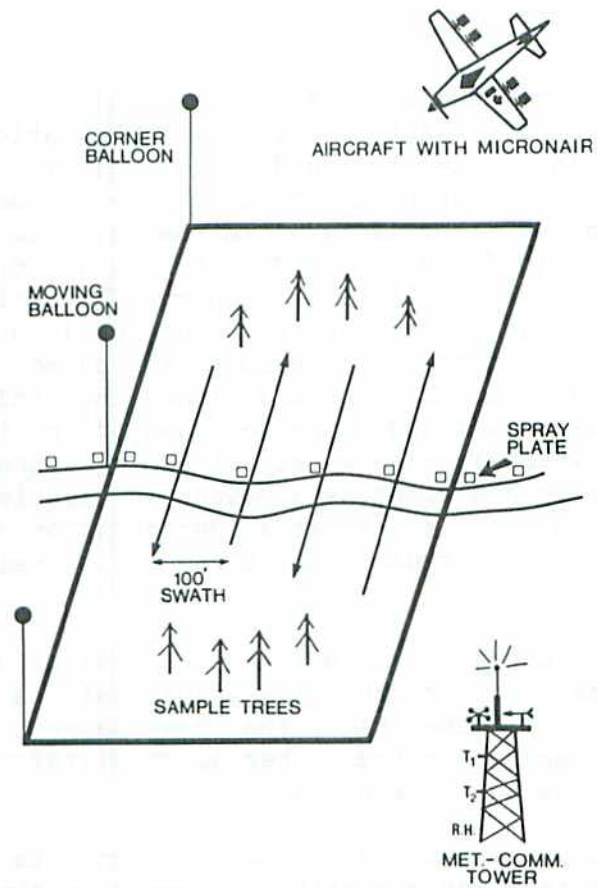 AIRCRAFT WITH MICRONAIR
CORNER
BALLOON
MOVING
BALLOON
SPRAY
PLATE
100'
SWATH
SAMPLE TREES
T1
T2
R.H.
MET.-COMM.
TOWER